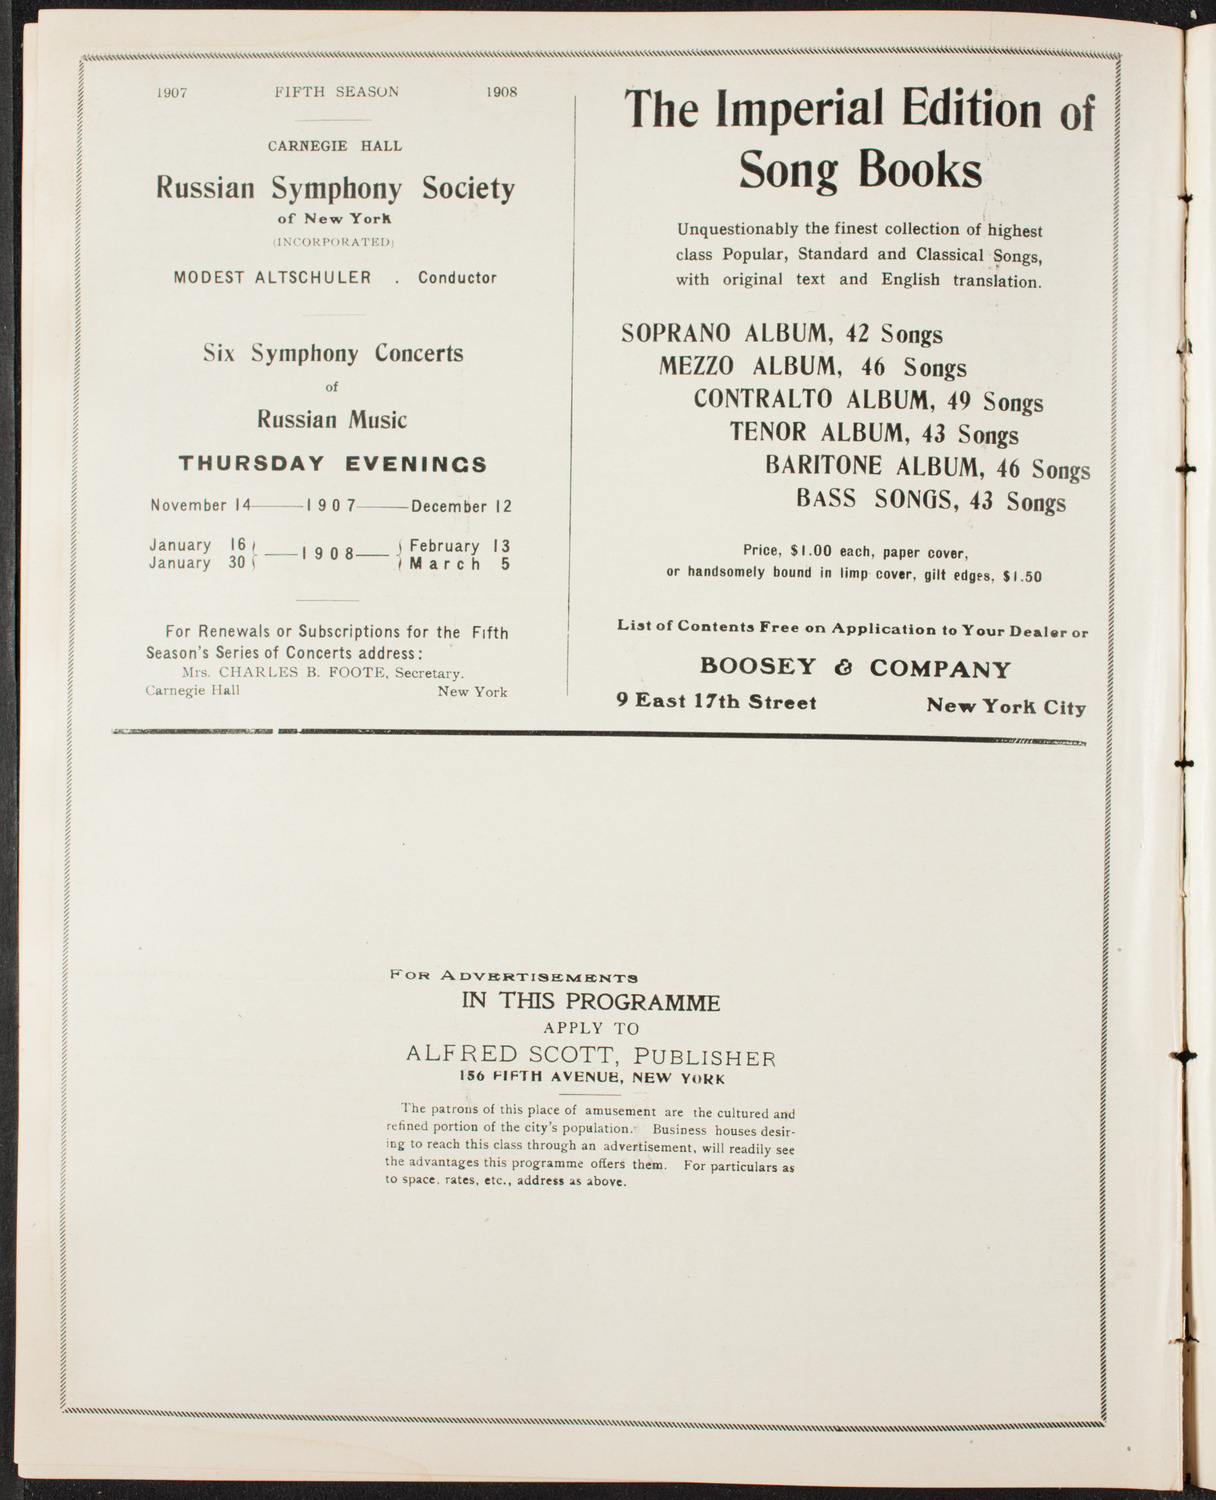 1907 FIFTH SEASON 1908
CARNEGIE HALL
Russian Symphony Society
of New York
(INCORPORATED)
MODEST ALTSCHULER . Conductor
Six Symphony Concerts
of
Russian Music
THURSDAY EVENINGS
November 14——1907——December 12
January 16 } ——1908—— { February 13
January 30 } { March 5
For Renewals or Subscriptions for the Fifth
Season's Series of Concerts address:
Mrs. CHARLES B. FOOTE, Secretary.
Carnegie Hall New York
The Imperial Edition of
Song Books
Unquestionably the finest collection of highest
class Popular, Standard and Classical Songs,
with original text and English translation.
SOPRANO ALBUM, 42 Songs
MEZZO ALBUM, 46 Songs
CONTRALTO ALBUM, 49 Songs
TENOR ALBUM, 43 Songs
BARITONE ALBUM, 46 Songs
BASS SONGS, 43 Songs
Price, $1.00 each, paper cover,
or handsomely bound in limp cover, gilt edges, $1.50
List of Contents Free on Application to Your Dealer or
BOOSEY & COMPANY
9 East 17th Street New York City
FOR ADVERTISEMENTS
IN THIS PROGRAMME
APPLY TO
ALFRED SCOTT, PUBLISHER
156 FIFTH AVENUE, NEW YORK
The patrons of this place of amusement are the cultured and
refined portion of the city's population. Business houses desir-
ing to reach this class through an advertisement, will readily see
the advantages this programme offers them. For particulars as
to space, rates, etc., address as above.